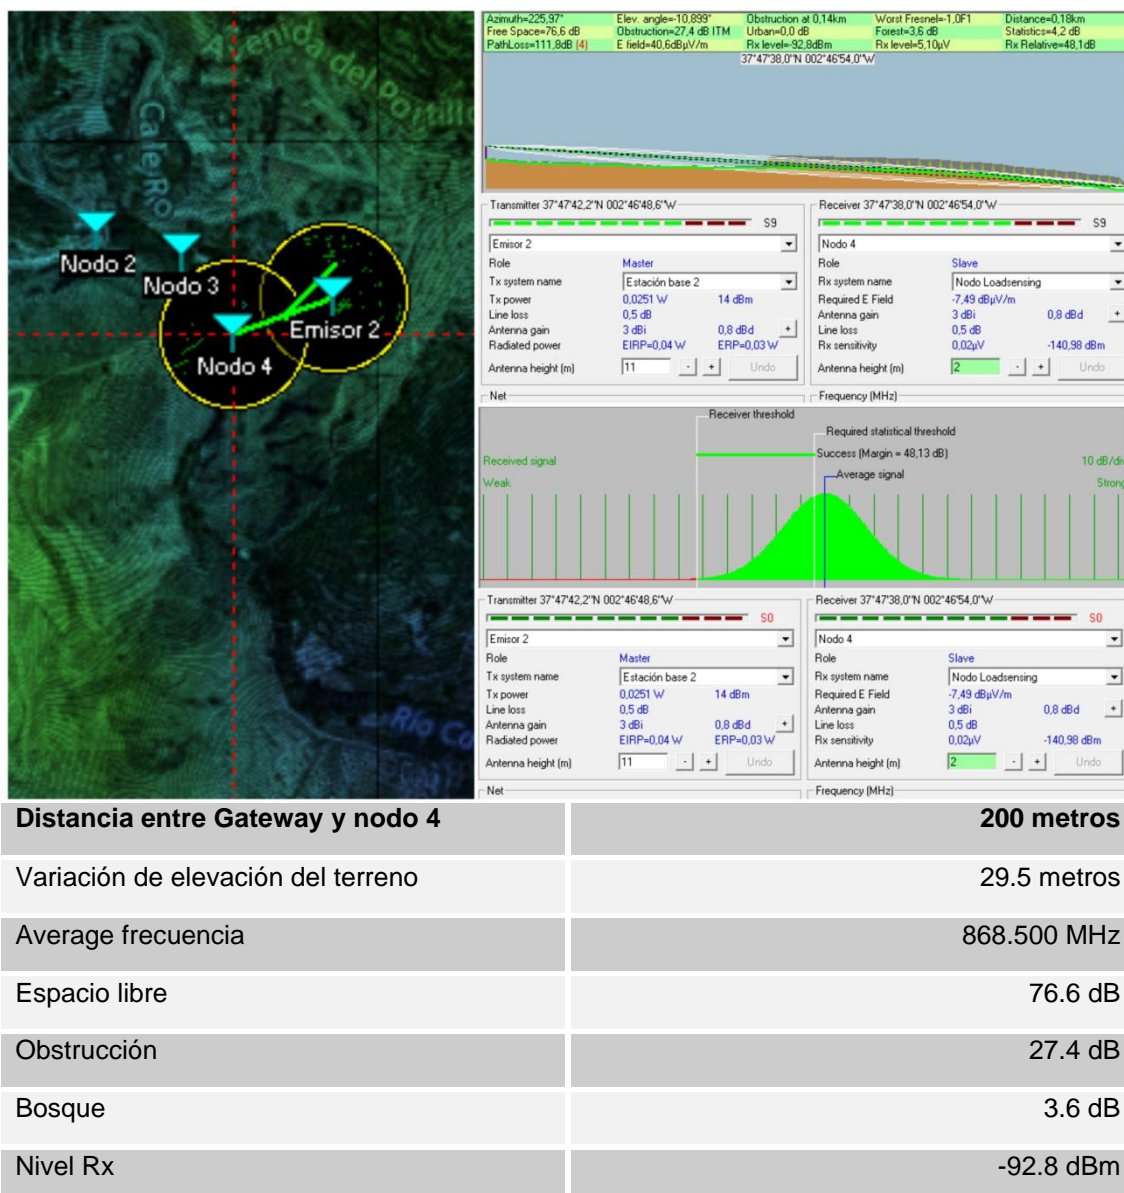 ento
del Portill
Cale Ro
Nodo 2
Nodo 3
Nodo 4
Emisor 2
Río Co
Azimuth=225,97° Elev. angle=-10,899° Obstruction at 0,14km Worst Fresnel=-1,0F1 Distance=0,18km
Free Space=76,6 dB Obstruction=27,4 dB ITM Urban=0,0 dB Forest=3,6 dB Statistics=4,2 dB
PathLoss=111,8dB (4) E field=40,6dBµV/m Rx level=-92,8dBm Rx level=5,10µV Rx Relative=48,1dB
37°47'38,0"N 002°46'54,0"W
Transmitter 37°47'42,2"N 002°46'48,6"W
S9
Emisor 2
Role Master
Tx system name Estación base 2
Tx power 0,0251 W 14 dBm
Line loss 0,5 dB
Antenna gain 3 dBi 0,8 dBd +
Radiated power EIRP=0,04 W ERP=0,03 W
Antenna height (m) 11 - + Undo
Net
Receiver 37°47'38,0"N 002°46'54,0"W
S9
Nodo 4
Role Slave
Rx system name Nodo Loadsensing
Required E Field -7,49 dBµV/m
Antenna gain 3 dBi 0,8 dBd +
Line loss 0,5 dB
Rx sensitivity 0,02µV -140,98 dBm
Antenna height (m) 2 - + Undo
Frequency (MHz)
Receiver threshold
Required statistical threshold
Success (Margin = 48,13 dB)
Average signal
Received signal 10 dB/div
Weak Strong
Transmitter 37°47'42,2"N 002°46'48,6"W
S0
Emisor 2
Role Master
Tx system name Estación base 2
Tx power 0,0251 W 14 dBm
Line loss 0,5 dB
Antenna gain 3 dBi 0,8 dBd +
Radiated power EIRP=0,04 W ERP=0,03 W
Antenna height (m) 11 - + Undo
Net
Receiver 37°47'38,0"N 002°46'54,0"W
S0
Nodo 4
Role Slave
Rx system name Nodo Loadsensing
Required E Field -7,49 dBµV/m
Antenna gain 3 dBi 0,8 dBd +
Line loss 0,5 dB
Rx sensitivity 0,02µV -140,98 dBm
Antenna height (m) 2 - + Undo
Frequency (MHz)
Distancia entre Gateway y nodo 4 200 metros
Variación de elevación del terreno 29.5 metros
Average frecuencia 868.500 MHz
Espacio libre 76.6 dB
Obstrucción 27.4 dB
Bosque 3.6 dB
Nivel Rx -92.8 dBm